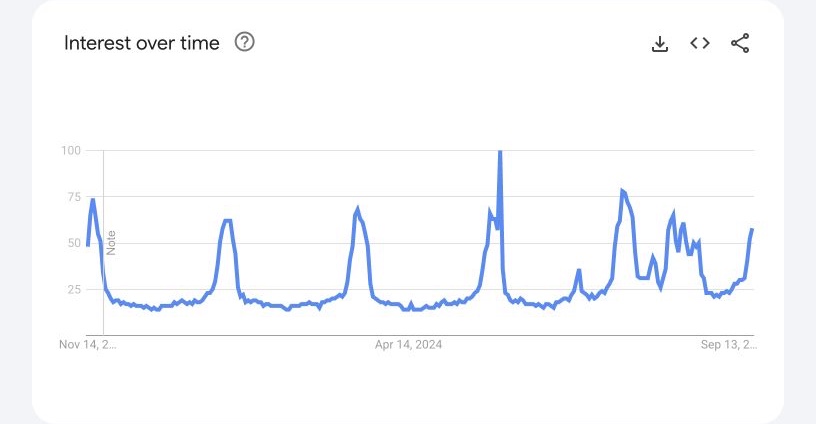 Interest over time
100
75
50
25
Note
Nov 14, 2...
Apr 14, 2024
Sep 13, 2...